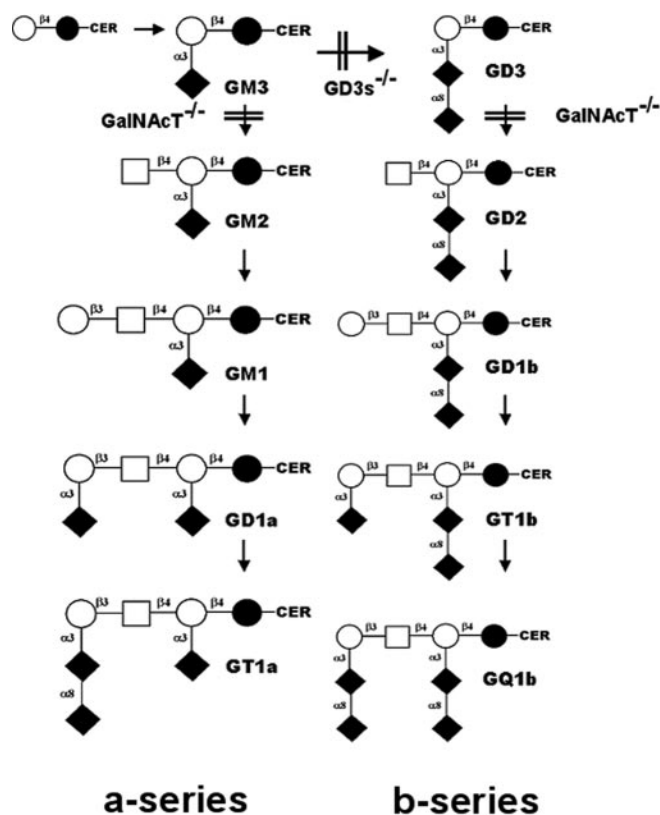 β4 CER
β4 CER
α3
GM3
GD3s-/-
β4 CER
α3
α8
GD3
GalNAcT-/-
GalNAcT-/-
β4 β4 CER
α3
GM2
β4 β4 CER
α3
α8
GD2
β3 β4 β4 CER
α3
GM1
β3 β4 β4 CER
α3
α8
GD1b
β3 β4 β4 CER
α3 α3
GD1a
β3 β4 β4 CER
α3 α3
α8
GT1b
β3 β4 β4 CER
α3 α3
α8
GT1a
β3 β4 β4 CER
α3 α3
α8 α8
GQ1b
a-series
b-series